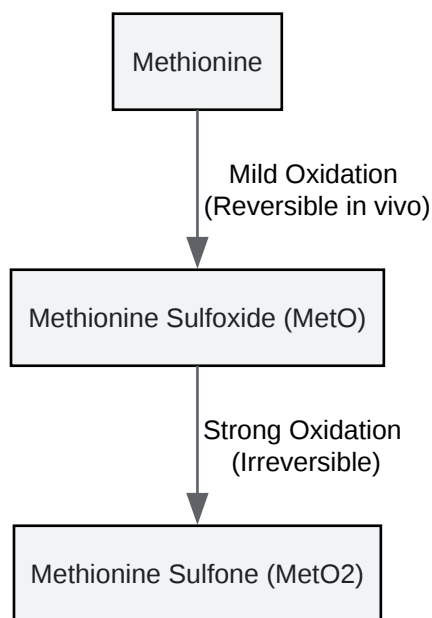 Methionine
Mild Oxidation
(Reversible in vivo)
Methionine Sulfoxide (MetO)
Strong Oxidation
(Irreversible)
Methionine Sulfone (MetO2)